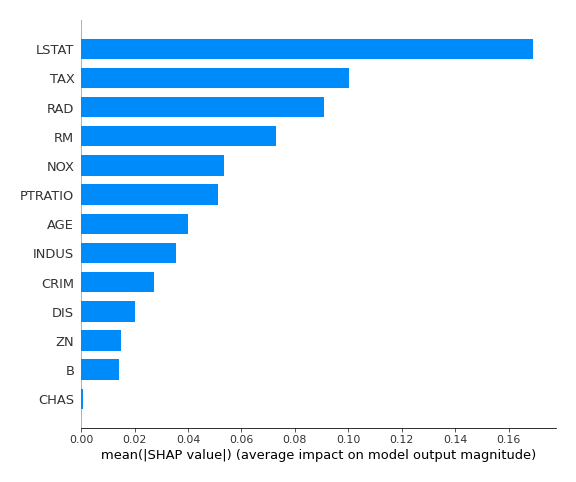 LSTAT
TAX
RAD
RM
NOX
PTRATIO
AGE
INDUS
CRIM
DIS
ZN
B
CHAS
0.00 0.02 0.04 0.06 0.08 0.10 0.12 0.14 0.16
mean(|SHAP value|) (average impact on model output magnitude)